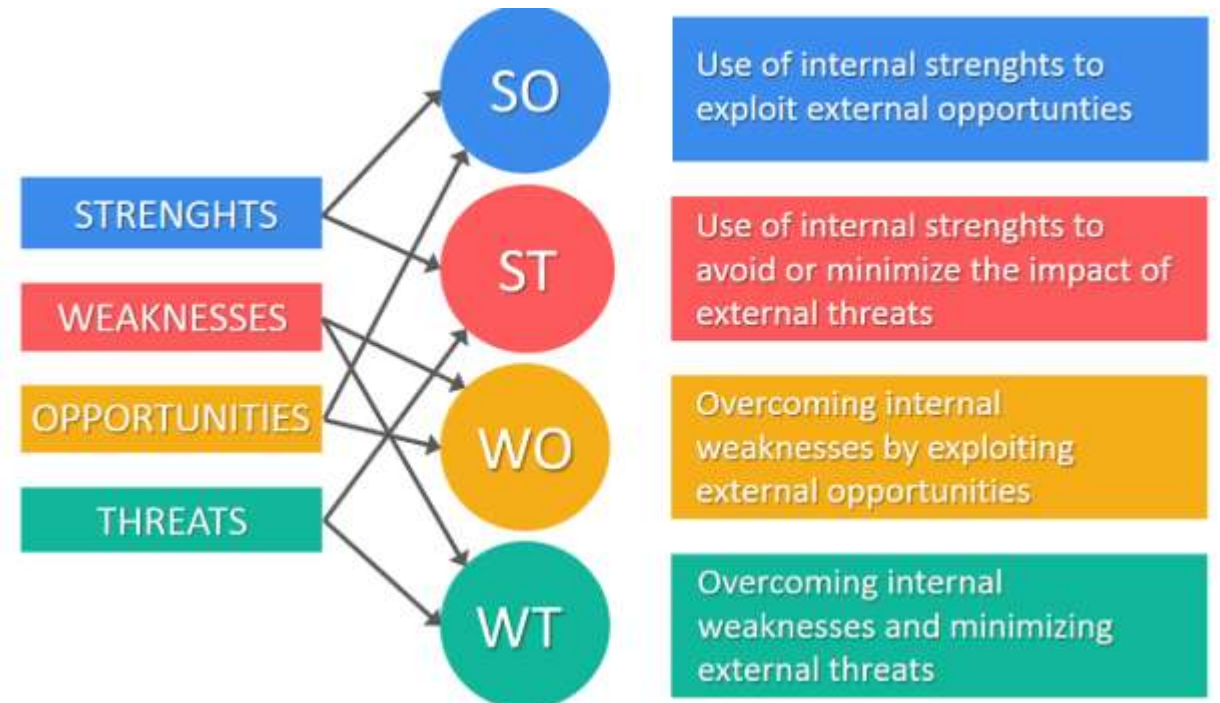 STRENGHTS
WEAKNESSES
OPPORTUNITIES
THREATS
SO
ST
WO
WT
Use of internal strenghts to
exploit external opportunties
Use of internal strenghts to
avoid or minimize the impact of
external threats
Overcoming internal
weaknesses by exploiting
external opportunities
Overcoming internal
weaknesses and minimizing
external threats